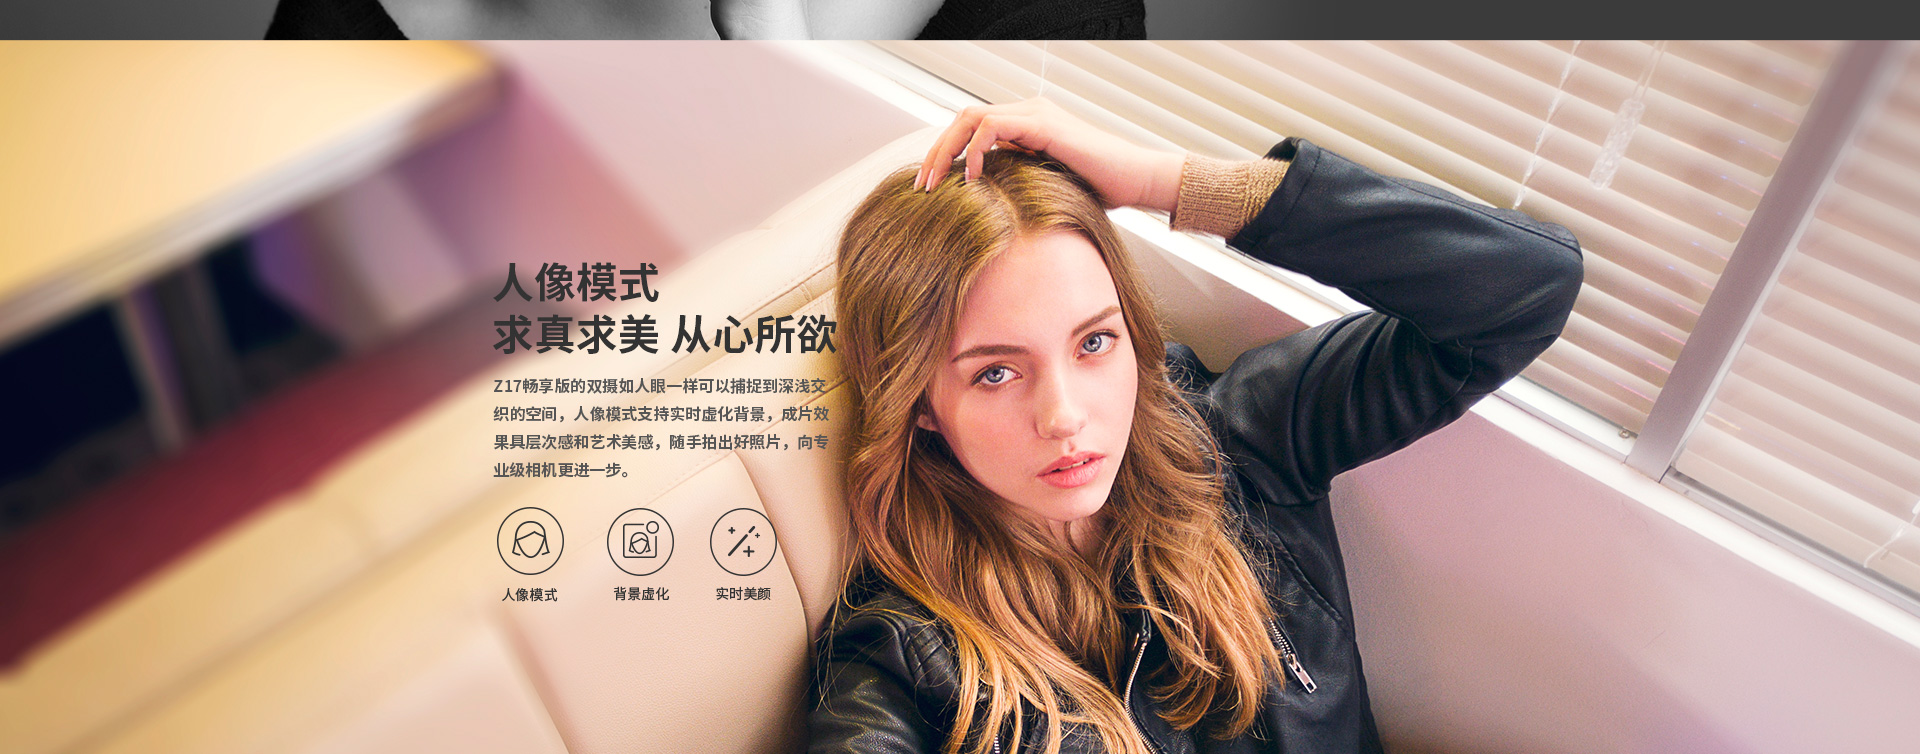 人像模式
求真求美 从心所欲
Z17畅享版的双摄如人眼一样可以捕捉到深浅交
织的空间，人像模式支持实时虚化背景，成片效
果具层次感和艺术美感，随手拍出好照片，向专
业级相机更进一步。
人像模式
背景虚化
实时美颜